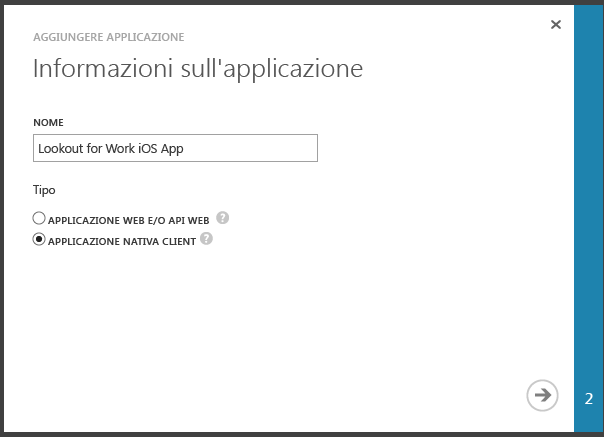 AGGIUNGERE APPLICAZIONE
Informazioni sull'applicazione
NOME
Lookout for Work iOS App
Tipo
APPLICAZIONE WEB E/O API WEB ?
APPLICAZIONE NATIVA CLIENT ?
2